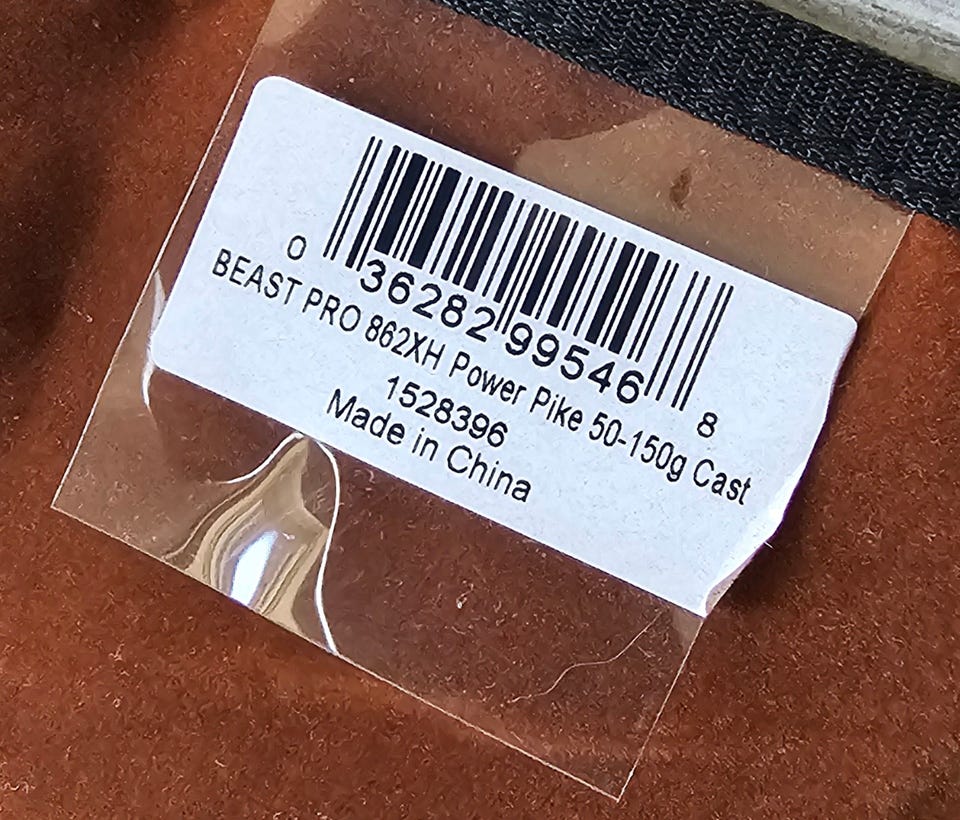 0 36282 99546 8
BEAST PRO 862XH Power Pike 50-150g Cast
1528396
Made in China